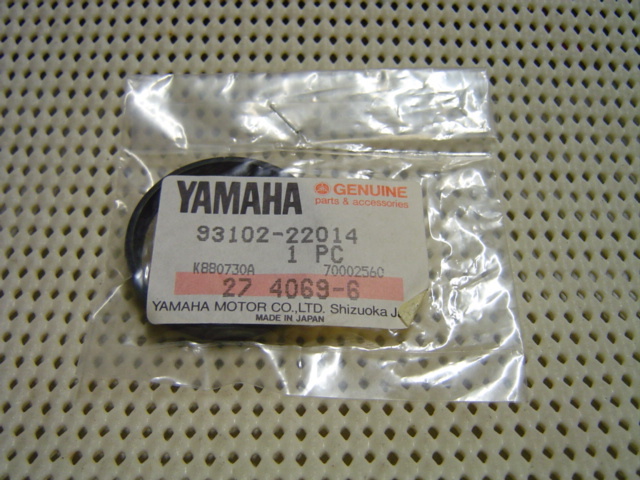 YAMAHA
GENUINE
parts & accessories
93102-22014
1 PC
KBB0730A 70002560
27 4069-6
YAMAHA MOTOR CO.,LTD. Shizuoka
MADE IN JAPAN